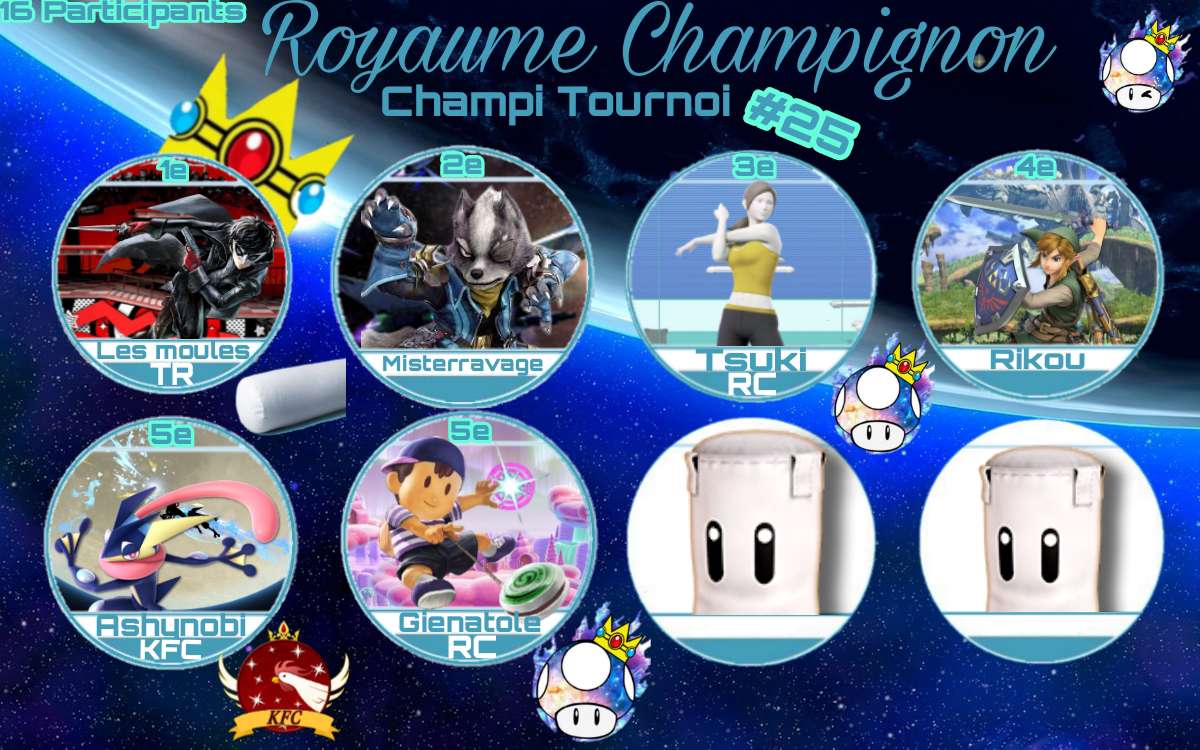 16 Participants
Royaume Champignon
Champi Tournoi #25
1e
Les moules
TR
2e
Misterravage
3e
Tsuki
RC
4e
Rikou
5e
Ashunobi
KFC
5e
Gienatole
RC
KFC